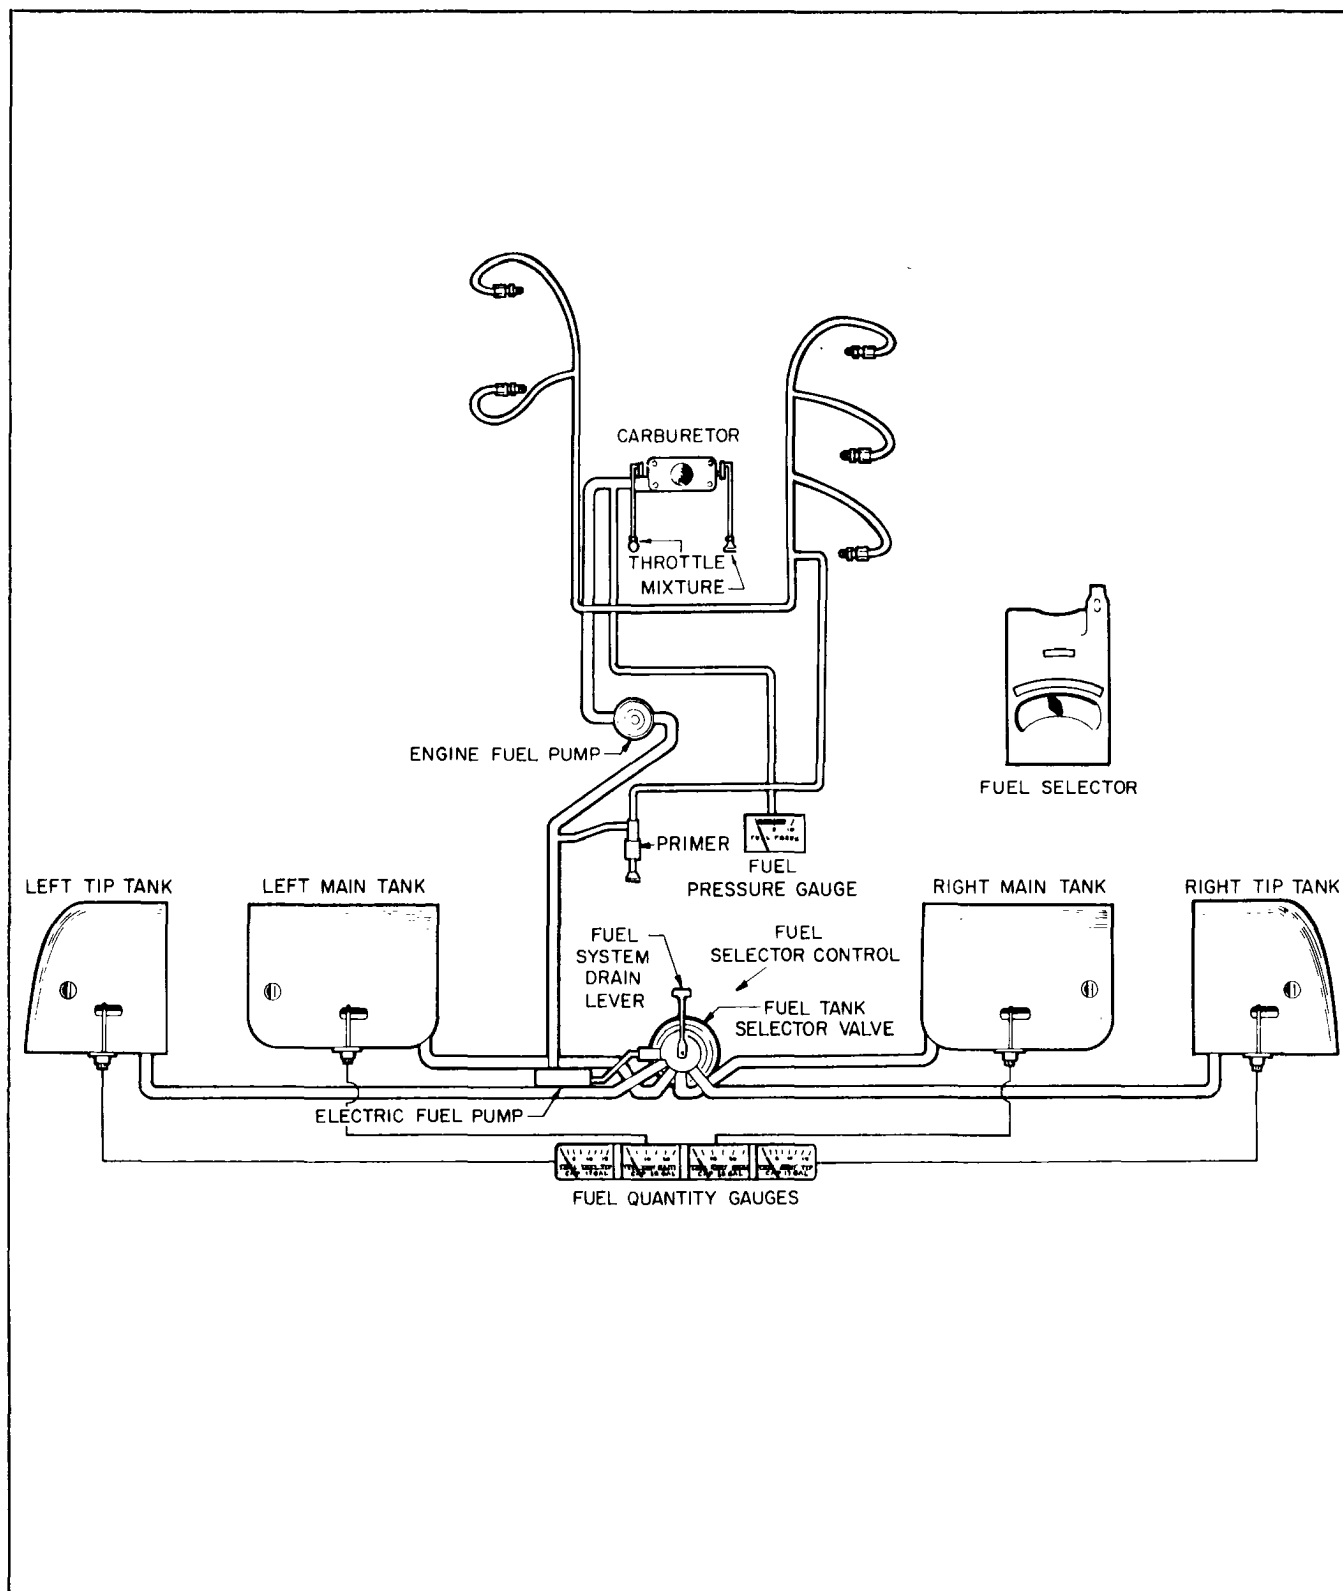 CARBURETOR
THROTTLE
MIXTURE
ENGINE FUEL PUMP
FUEL SELECTOR
PRIMER
FUEL
PRESSURE GAUGE
LEFT TIP TANK
LEFT MAIN TANK
RIGHT MAIN TANK
RIGHT TIP TANK
FUEL
SYSTEM
DRAIN
LEVER
FUEL
SELECTOR CONTROL
FUEL TANK
SELECTOR VALVE
ELECTRIC FUEL PUMP
FUEL QUANTITY GAUGES